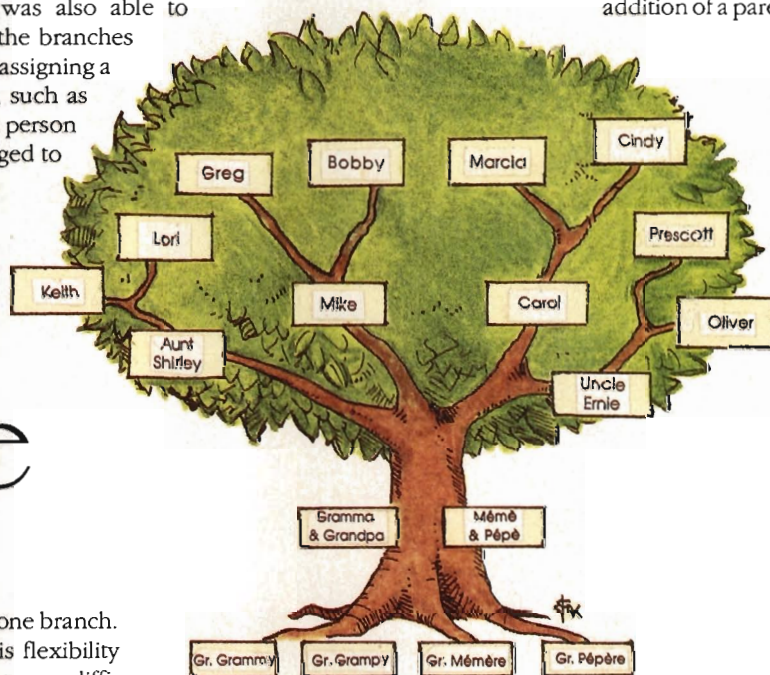 was also able to
the branches
assigning a
such as
person
ged to
addition of a pare
Greg
Bobby
Marcia
Cindy
Lori
Prescott
Keith
Mike
Carol
Oliver
Aunt
Shirley
Uncle
Ernie
e
Gramma
& Grandpa
Mémè
& Pépè
one branch.
is flexibility
Gr. Grammy
Gr. Grampy
Gr. Mémère
Gr. Pépère